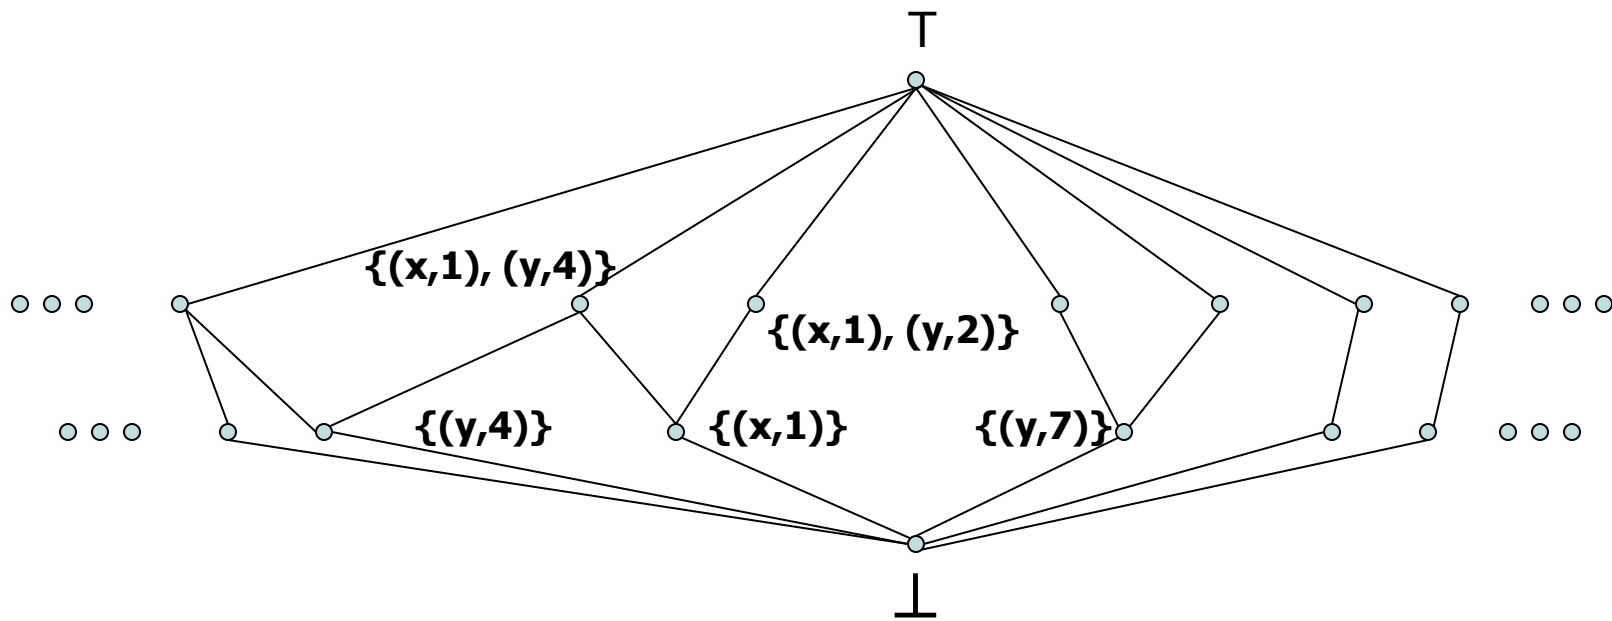 ⊤
{(x,1), (y,4)}
{(x,1), (y,2)}
{(y,4)}
{(x,1)}
{(y,7)}
⊥